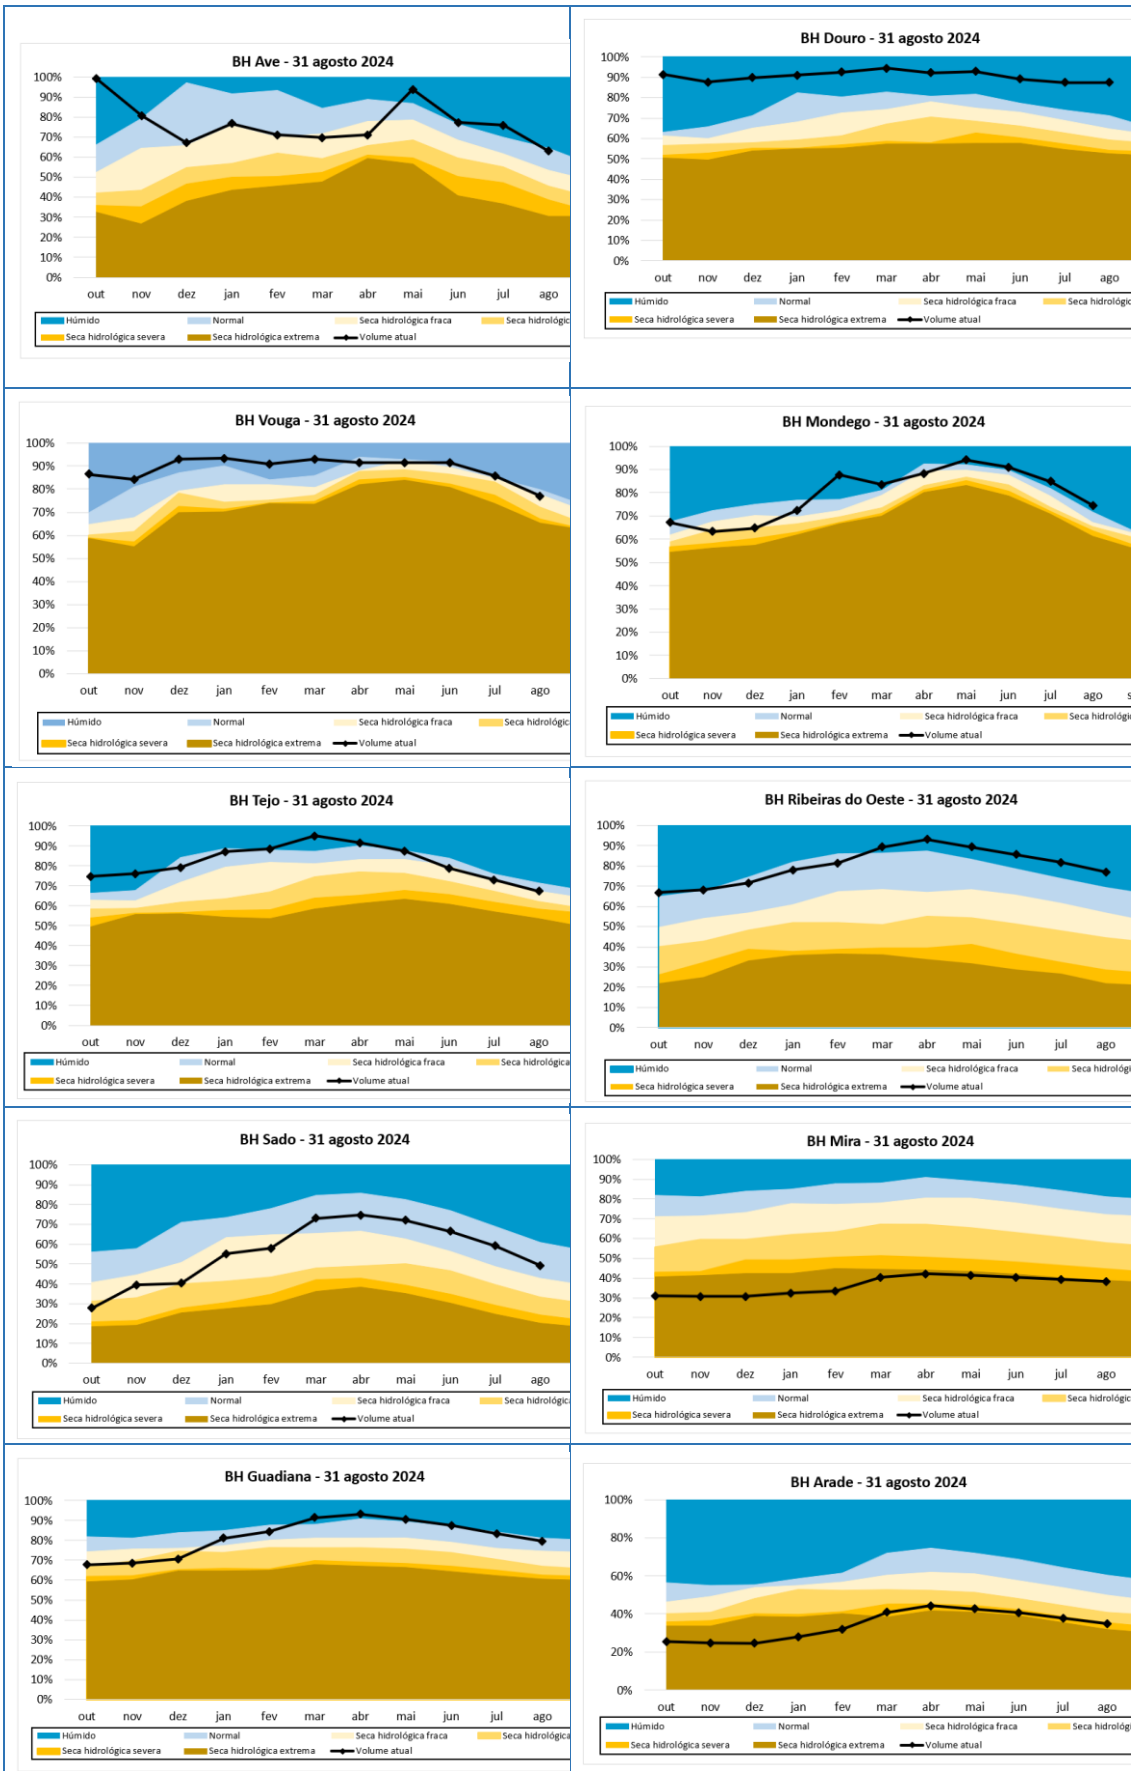 BH Ave - 31 agosto 2024
100%
90%
80%
70%
60%
50%
40%
30%
20%
10%
0%
out nov dez jan fev mar abr mai jun jul ago
Húmido Normal Seca hidrológica fraca Seca hidrológic
Seca hidrológica severa Seca hidrológica extrema Volume atual
BH Douro - 31 agosto 2024
100%
90%
80%
70%
60%
50%
40%
30%
20%
10%
0%
out nov dez jan fev mar abr mai jun jul ago
Húmido Normal Seca hidrológica fraca Seca hidrológic
Seca hidrológica severa Seca hidrológica extrema Volume atual
BH Vouga - 31 agosto 2024
100%
90%
80%
70%
60%
50%
40%
30%
20%
10%
0%
out nov dez jan fev mar abr mai jun jul ago
Húmido Normal Seca hidrológica fraca Seca hidrológica
Seca hidrológica severa Seca hidrológica extrema Volume atual
BH Mondego - 31 agosto 2024
100%
90%
80%
70%
60%
50%
40%
30%
20%
10%
0%
out nov dez jan fev mar abr mai jun jul ago s
Húmido Normal Seca hidrológica fraca Seca hidrológi
Seca hidrológica severa Seca hidrológica extrema Volume atual
BH Tejo - 31 agosto 2024
100%
90%
80%
70%
60%
50%
40%
30%
20%
10%
0%
out nov dez jan fev mar abr mai jun jul ago
Húmido Normal Seca hidrológica fraca Seca hidrológic
Seca hidrológica severa Seca hidrológica extrema Volume atual
BH Ribeiras do Oeste - 31 agosto 2024
100%
90%
80%
70%
60%
50%
40%
30%
20%
10%
0%
out nov dez jan fev mar abr mai jun jul ago
Húmido Normal Seca hidrológica fraca Seca hidrológ
Seca hidrológica severa Seca hidrológica extrema Volume atual
BH Sado - 31 agosto 2024
100%
90%
80%
70%
60%
50%
40%
30%
20%
10%
0%
out nov dez jan fev mar abr mai jun jul ago
Húmido Normal Seca hidrológica fraca Seca hidrológic
Seca hidrológica severa Seca hidrológica extrema Volume atual
BH Mira - 31 agosto 2024
100%
90%
80%
70%
60%
50%
40%
30%
20%
10%
0%
out nov dez jan fev mar abr mai jun jul ago
Húmido Normal Seca hidrológica fraca Seca hidrológi
Seca hidrológica severa Seca hidrológica extrema Volume atual
BH Guadiana - 31 agosto 2024
100%
90%
80%
70%
60%
50%
40%
30%
20%
10%
0%
out nov dez jan fev mar abr mai jun jul ago
Húmido Normal Seca hidrológica fraca Seca hidrológic
Seca hidrológica severa Seca hidrológica extrema Volume atual
BH Arade - 31 agosto 2024
100%
80%
60%
40%
20%
0%
out nov dez jan fev mar abr mai jun jul ago
Húmido Normal Seca hidrológica fraca Seca hidrológi
Seca hidrológica severa Seca hidrológica extrema Volume atual